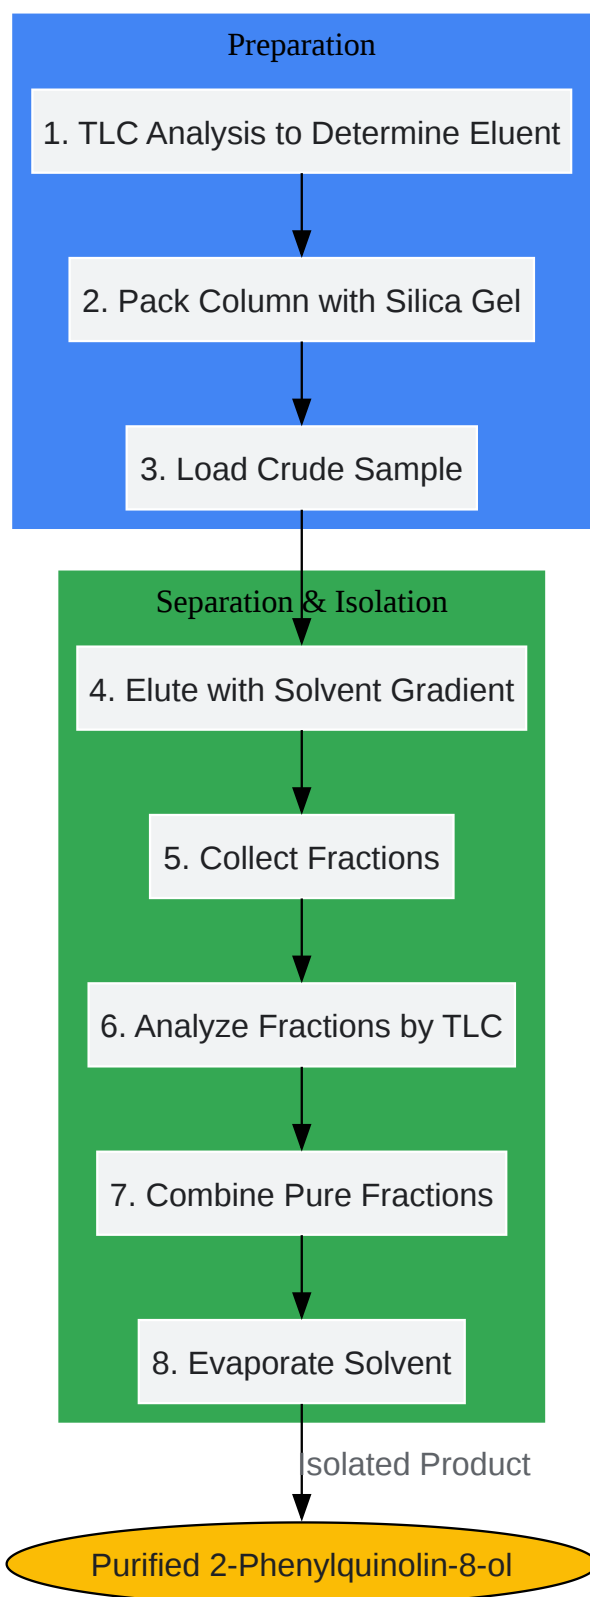 Preparation
1. TLC Analysis to Determine Eluent
2. Pack Column with Silica Gel
3. Load Crude Sample
Separation & Isolation
4. Elute with Solvent Gradient
5. Collect Fractions
6. Analyze Fractions by TLC
7. Combine Pure Fractions
8. Evaporate Solvent
Isolated Product
Purified 2-Phenylquinolin-8-ol